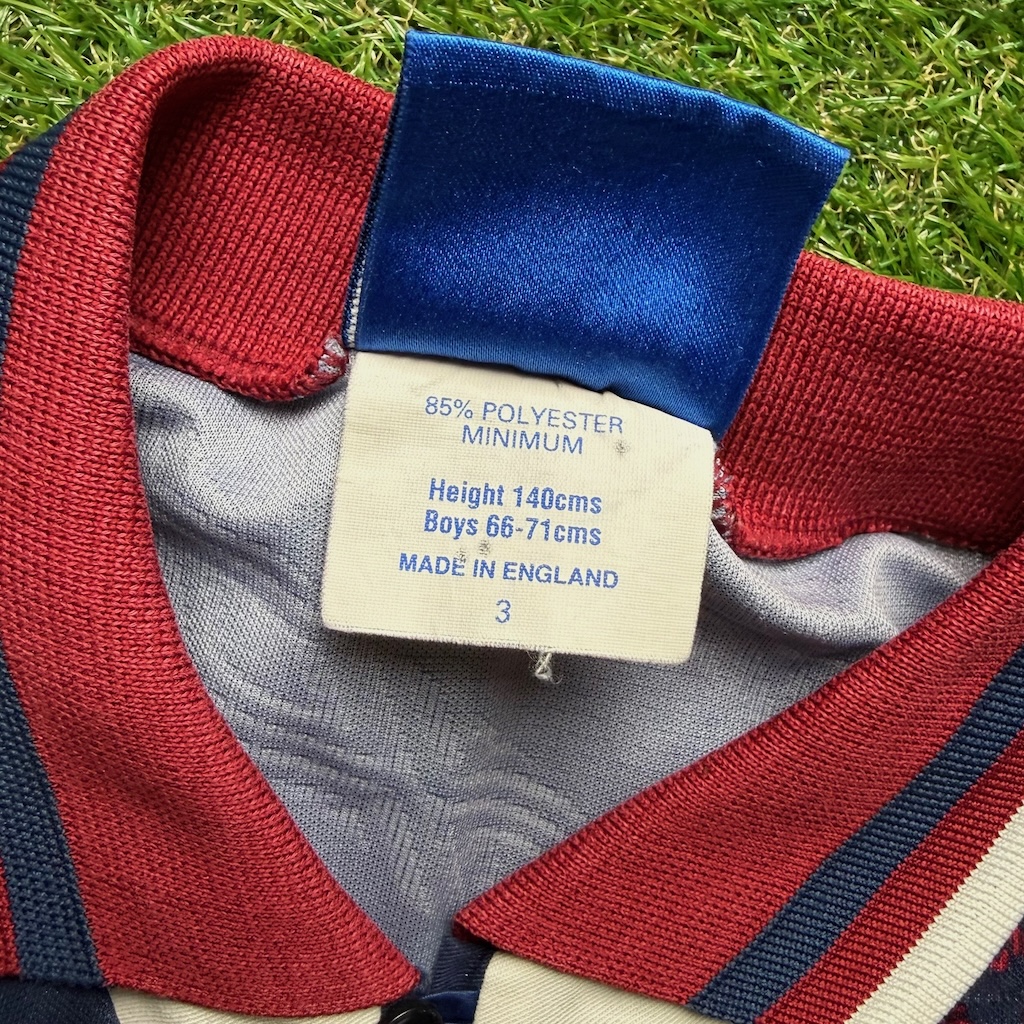 85% POLYESTER
MINIMUM
Height 140cms
Boys 66-71cms
MADE IN ENGLAND
3